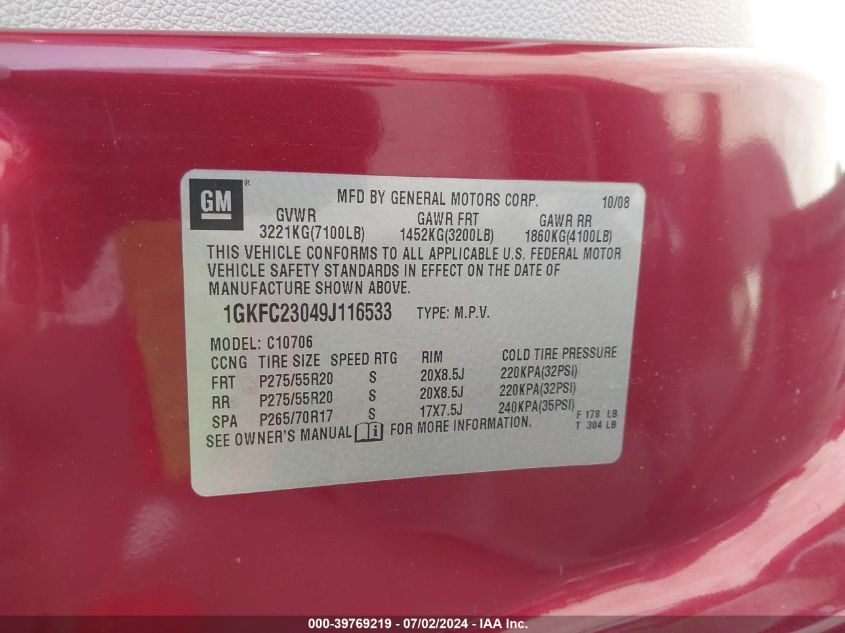 GM ® MFD BY GENERAL MOTORS CORP. 10/08
GVWR GAWR FRT GAWR RR
3221KG(7100LB) 1452KG(3200LB) 1860KG(4100LB)
THIS VEHICLE CONFORMS TO ALL APPLICABLE U.S. FEDERAL MOTOR
VEHICLE SAFETY STANDARDS IN EFFECT ON THE DATE OF
MANUFACTURE SHOWN ABOVE.
1GKFC23049J116533 TYPE: M.P.V.
MODEL: C10706
CCNG TIRE SIZE SPEED RTG RIM COLD TIRE PRESSURE
FRT P275/55R20 S 20X8.5J 220KPA(32PSI)
RR P275/55R20 S 20X8.5J 220KPA(32PSI)
SPA P265/70R17 S 17X7.5J 240KPA(35PSI) F 178 LB
SEE OWNER'S MANUAL i FOR MORE INFORMATION. T 304 LB
000-39769219 - 07/02/2024 - IAA Inc.